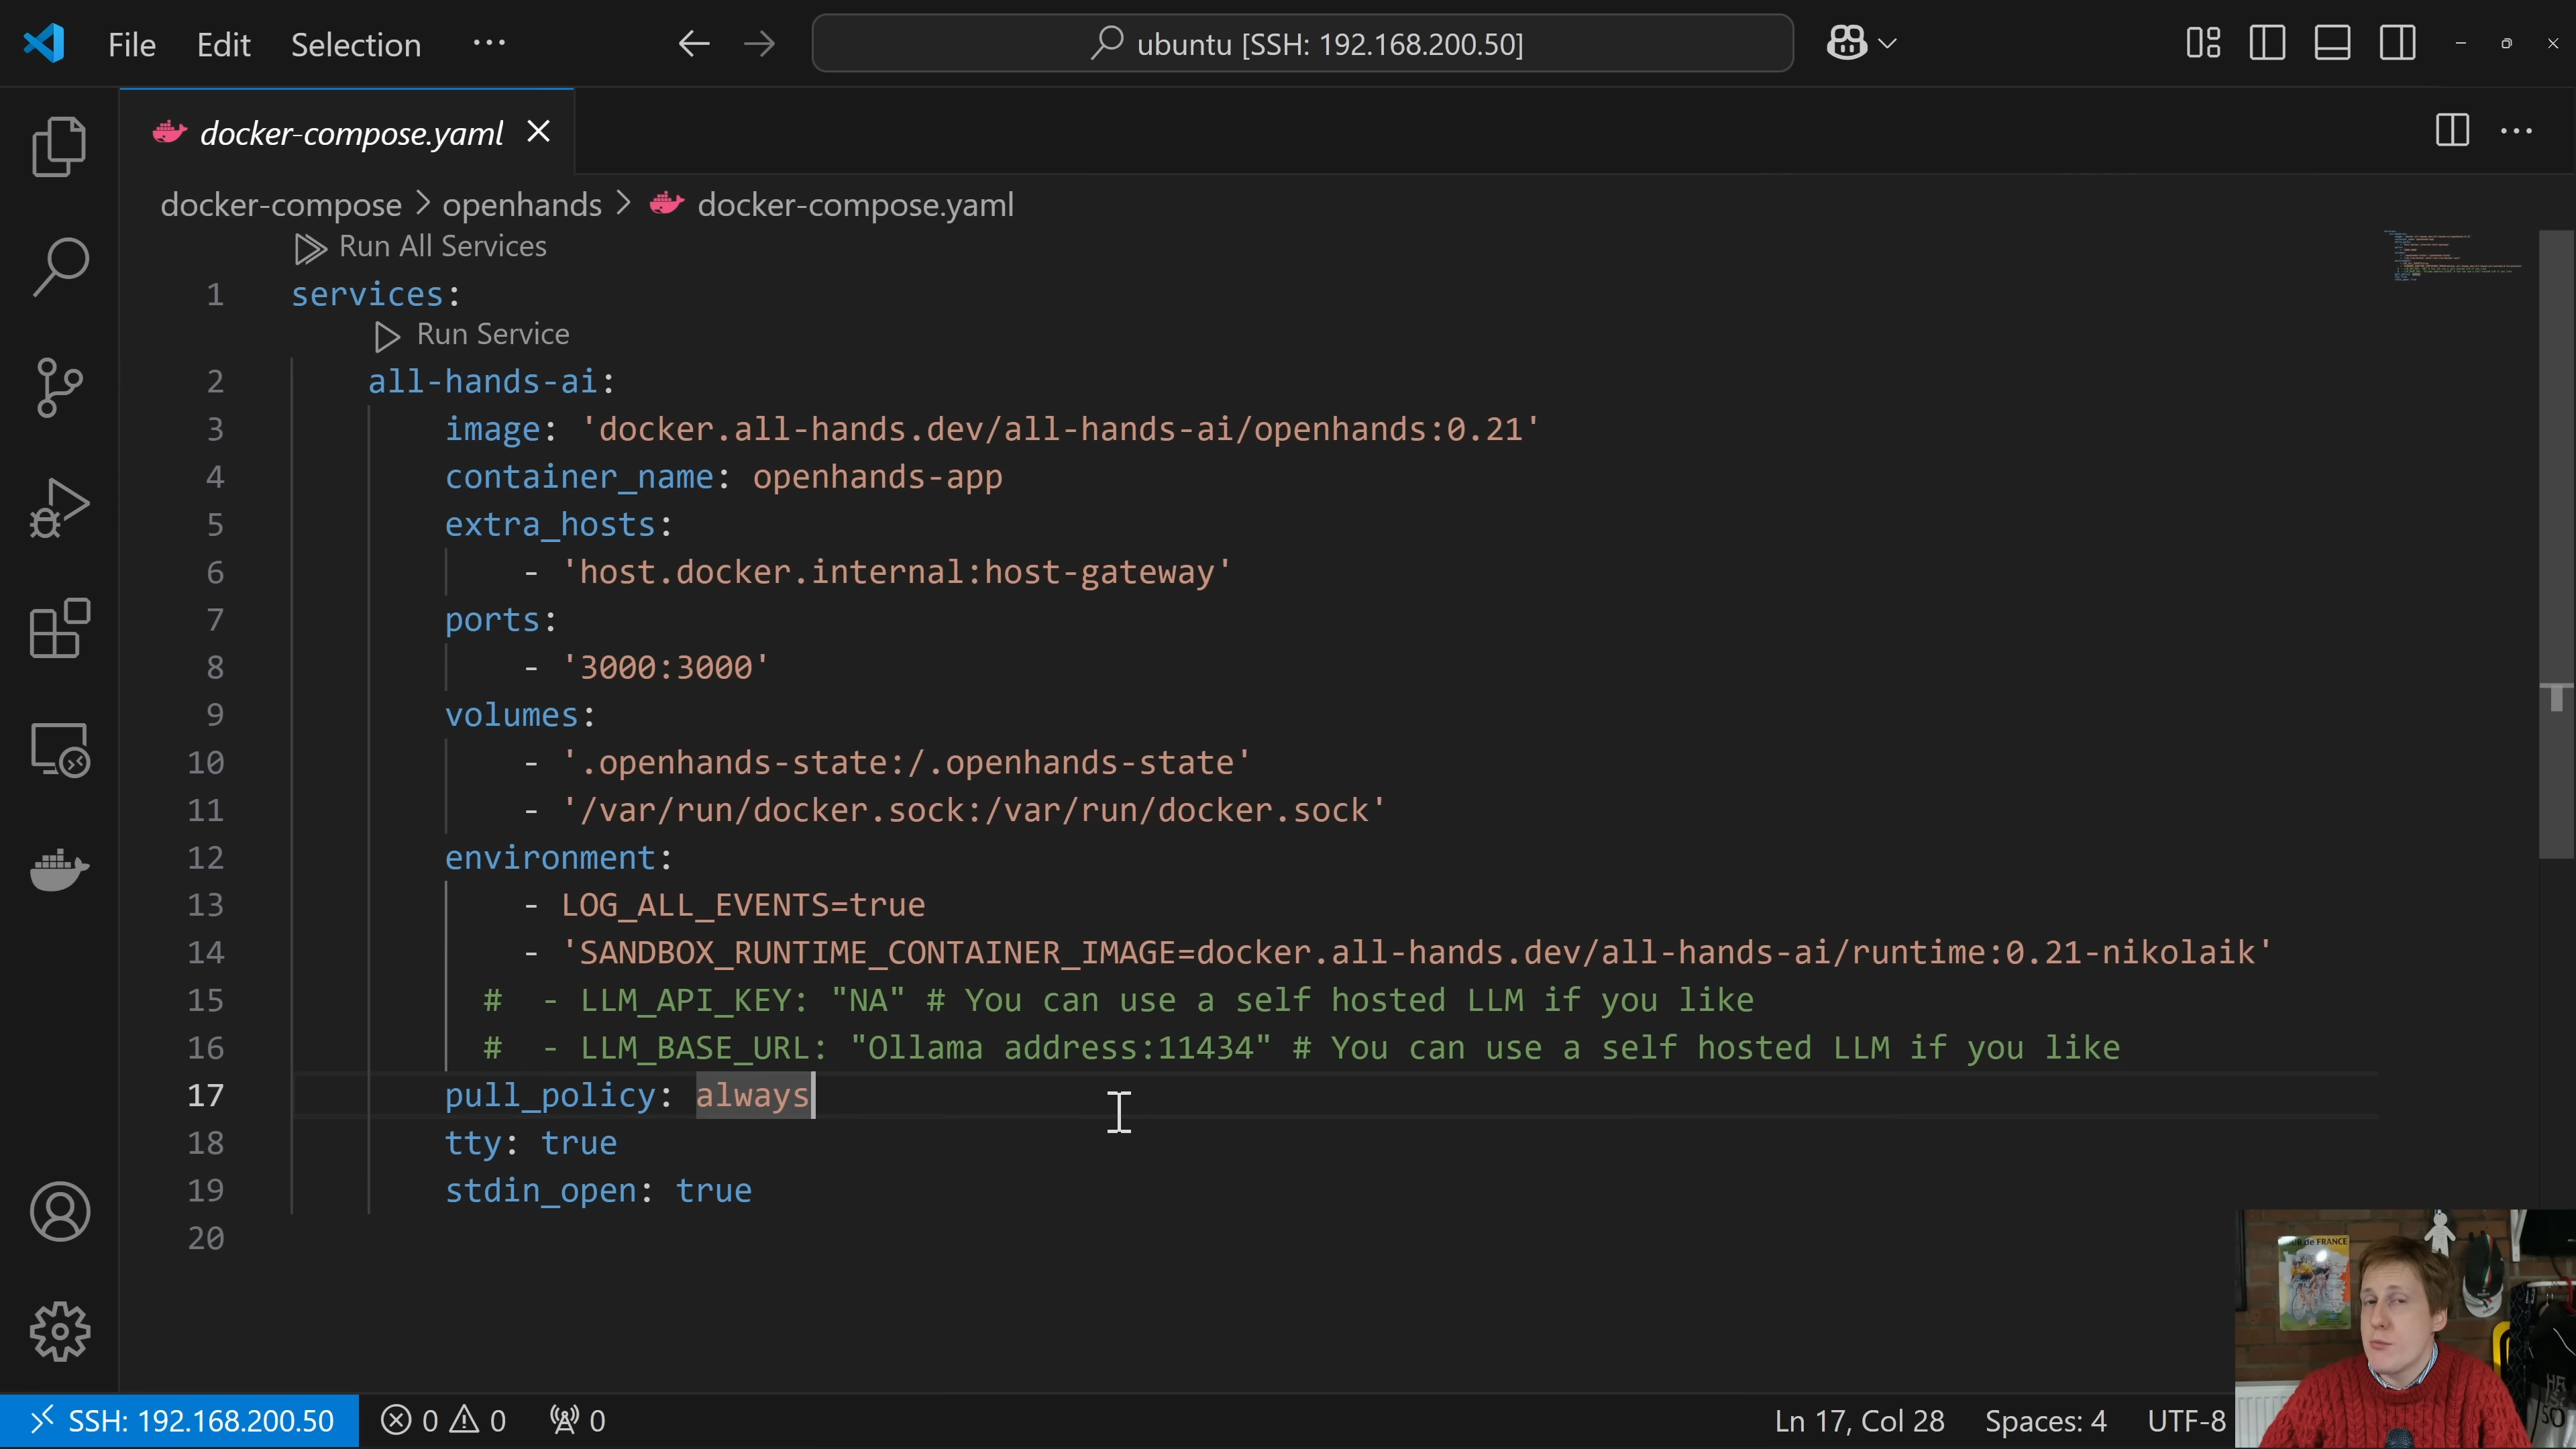 File Edit Selection ···
ubuntu [SSH: 192.168.200.50]
docker-compose.yaml
docker-compose > openhands > docker-compose.yaml
Run All Services
1 services:
Run Service
2 all-hands-ai:
3 image: 'docker.all-hands.dev/all-hands-ai/openhands:0.21'
4 container_name: openhands-app
5 extra_hosts:
6 - 'host.docker.internal:host-gateway'
7 ports:
8 - '3000:3000'
9 volumes:
10 - '.openhands-state:/.openhands-state'
11 - '/var/run/docker.sock:/var/run/docker.sock'
12 environment:
13 - LOG_ALL_EVENTS=true
14 - 'SANDBOX_RUNTIME_CONTAINER_IMAGE=docker.all-hands.dev/all-hands-ai/runtime:0.21-nikolaik'
15 # - LLM_API_KEY: "NA" # You can use a self hosted LLM if you like
16 # - LLM_BASE_URL: "Ollama address:11434" # You can use a self hosted LLM if you like
17 pull_policy: always
18 tty: true
19 stdin_open: true
20
de FRANCE
SSH: 192.168.200.50 0 0 0 Ln 17, Col 28 Spaces: 4 UTF-8